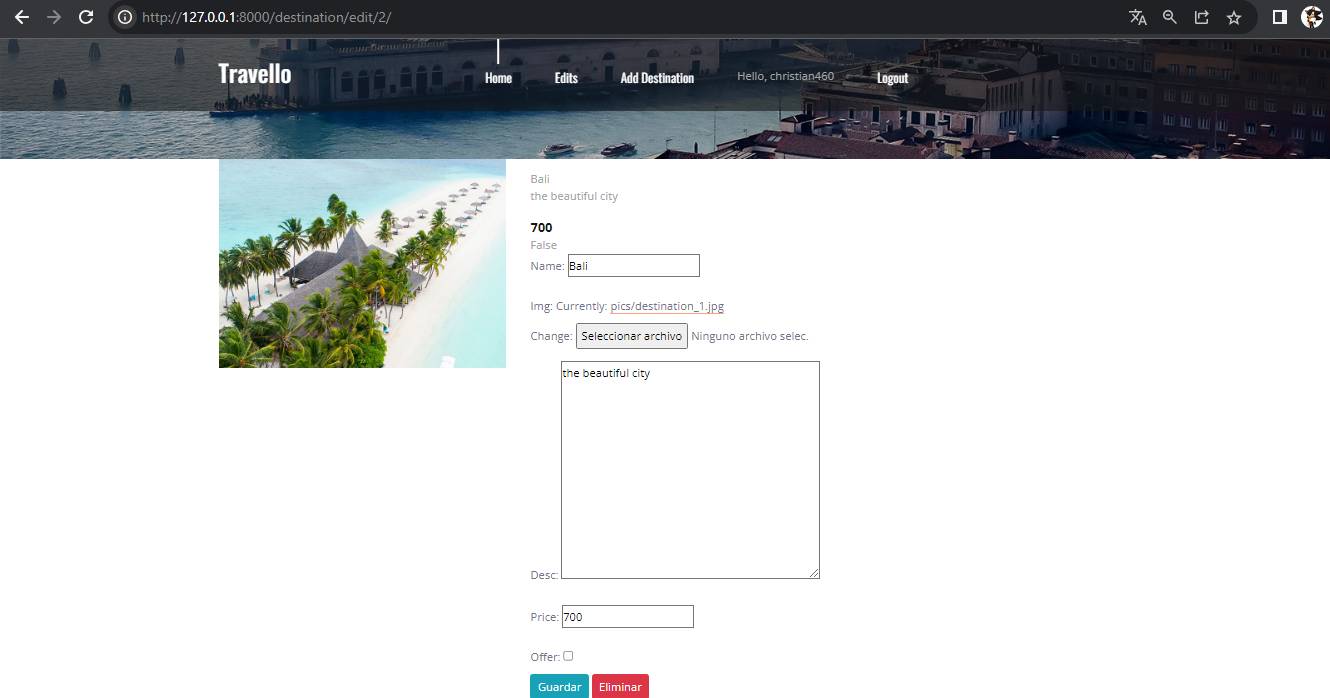 http://127.0.0.1:8000/destination/edit/2/
Travello
Home Edits Add Destination Hello, christian460 Logout
Bali
the beautiful city
700
False
Name: Bali
Img: Currently: pics/destination_1.jpg
Change: Seleccionar archivo Ninguno archivo selec.
the beautiful city
Desc:
Price: 700
Offer:
Guardar Eliminar